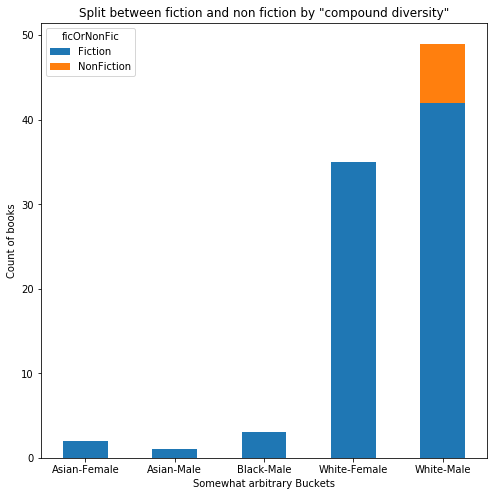 Split between fiction and non fiction by "compound diversity"
ficOrNonFic
Fiction
NonFiction
Count of books
50
40
30
20
10
0
Asian-Female Asian-Male Black-Male White-Female White-Male
Somewhat arbitrary Buckets